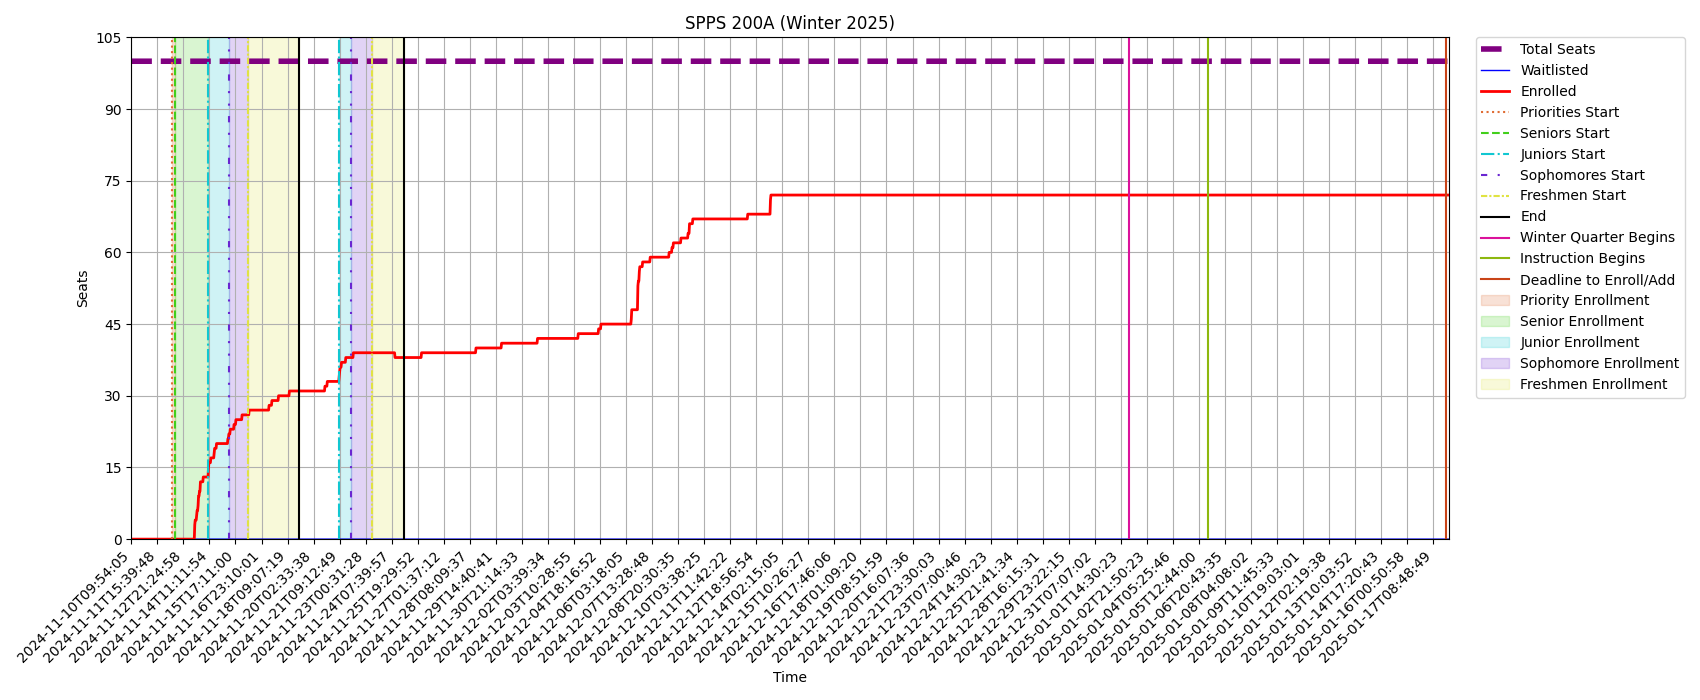 SPPS 200A (Winter 2025)
105
90
75
60
45
30
15
0
Seats
2024-11-10T09:54:05
2024-11-11T15:39:48
2024-11-12T21:24:58
2024-11-14T11:11:54
2024-11-15T17:11:00
2024-11-16T23:10:01
2024-11-18T09:07:19
2024-11-20T02:33:38
2024-11-21T09:12:49
2024-11-23T00:31:28
2024-11-24T07:39:57
2024-11-25T19:29:52
2024-11-27T01:37:12
2024-11-28T08:09:37
2024-11-29T14:40:41
2024-11-30T21:14:33
2024-12-02T03:39:34
2024-12-03T10:28:55
2024-12-04T18:16:52
2024-12-06T03:18:05
2024-12-07T13:28:48
2024-12-08T20:30:35
2024-12-10T03:38:25
2024-12-11T11:42:22
2024-12-12T18:56:54
2024-12-14T02:15:05
2024-12-15T10:26:27
2024-12-16T17:46:06
2024-12-18T01:09:20
2024-12-19T08:51:59
2024-12-20T16:07:36
2024-12-21T23:30:03
2024-12-23T07:00:46
2024-12-24T14:30:23
2024-12-25T21:41:34
2024-12-28T16:15:31
2024-12-29T23:22:15
2024-12-31T07:07:02
2025-01-01T14:30:23
2025-01-02T21:50:23
2025-01-04T05:25:46
2025-01-05T12:44:00
2025-01-06T20:43:35
2025-01-08T04:08:02
2025-01-09T11:45:33
2025-01-10T19:03:01
2025-01-12T02:19:38
2025-01-13T10:03:52
2025-01-14T17:20:43
2025-01-16T00:50:58
2025-01-17T08:48:49
Time
Total Seats
Waitlisted
Enrolled
Priorities Start
Seniors Start
Juniors Start
Sophomores Start
Freshmen Start
End
Winter Quarter Begins
Instruction Begins
Deadline to Enroll/Add
Priority Enrollment
Senior Enrollment
Junior Enrollment
Sophomore Enrollment
Freshmen Enrollment